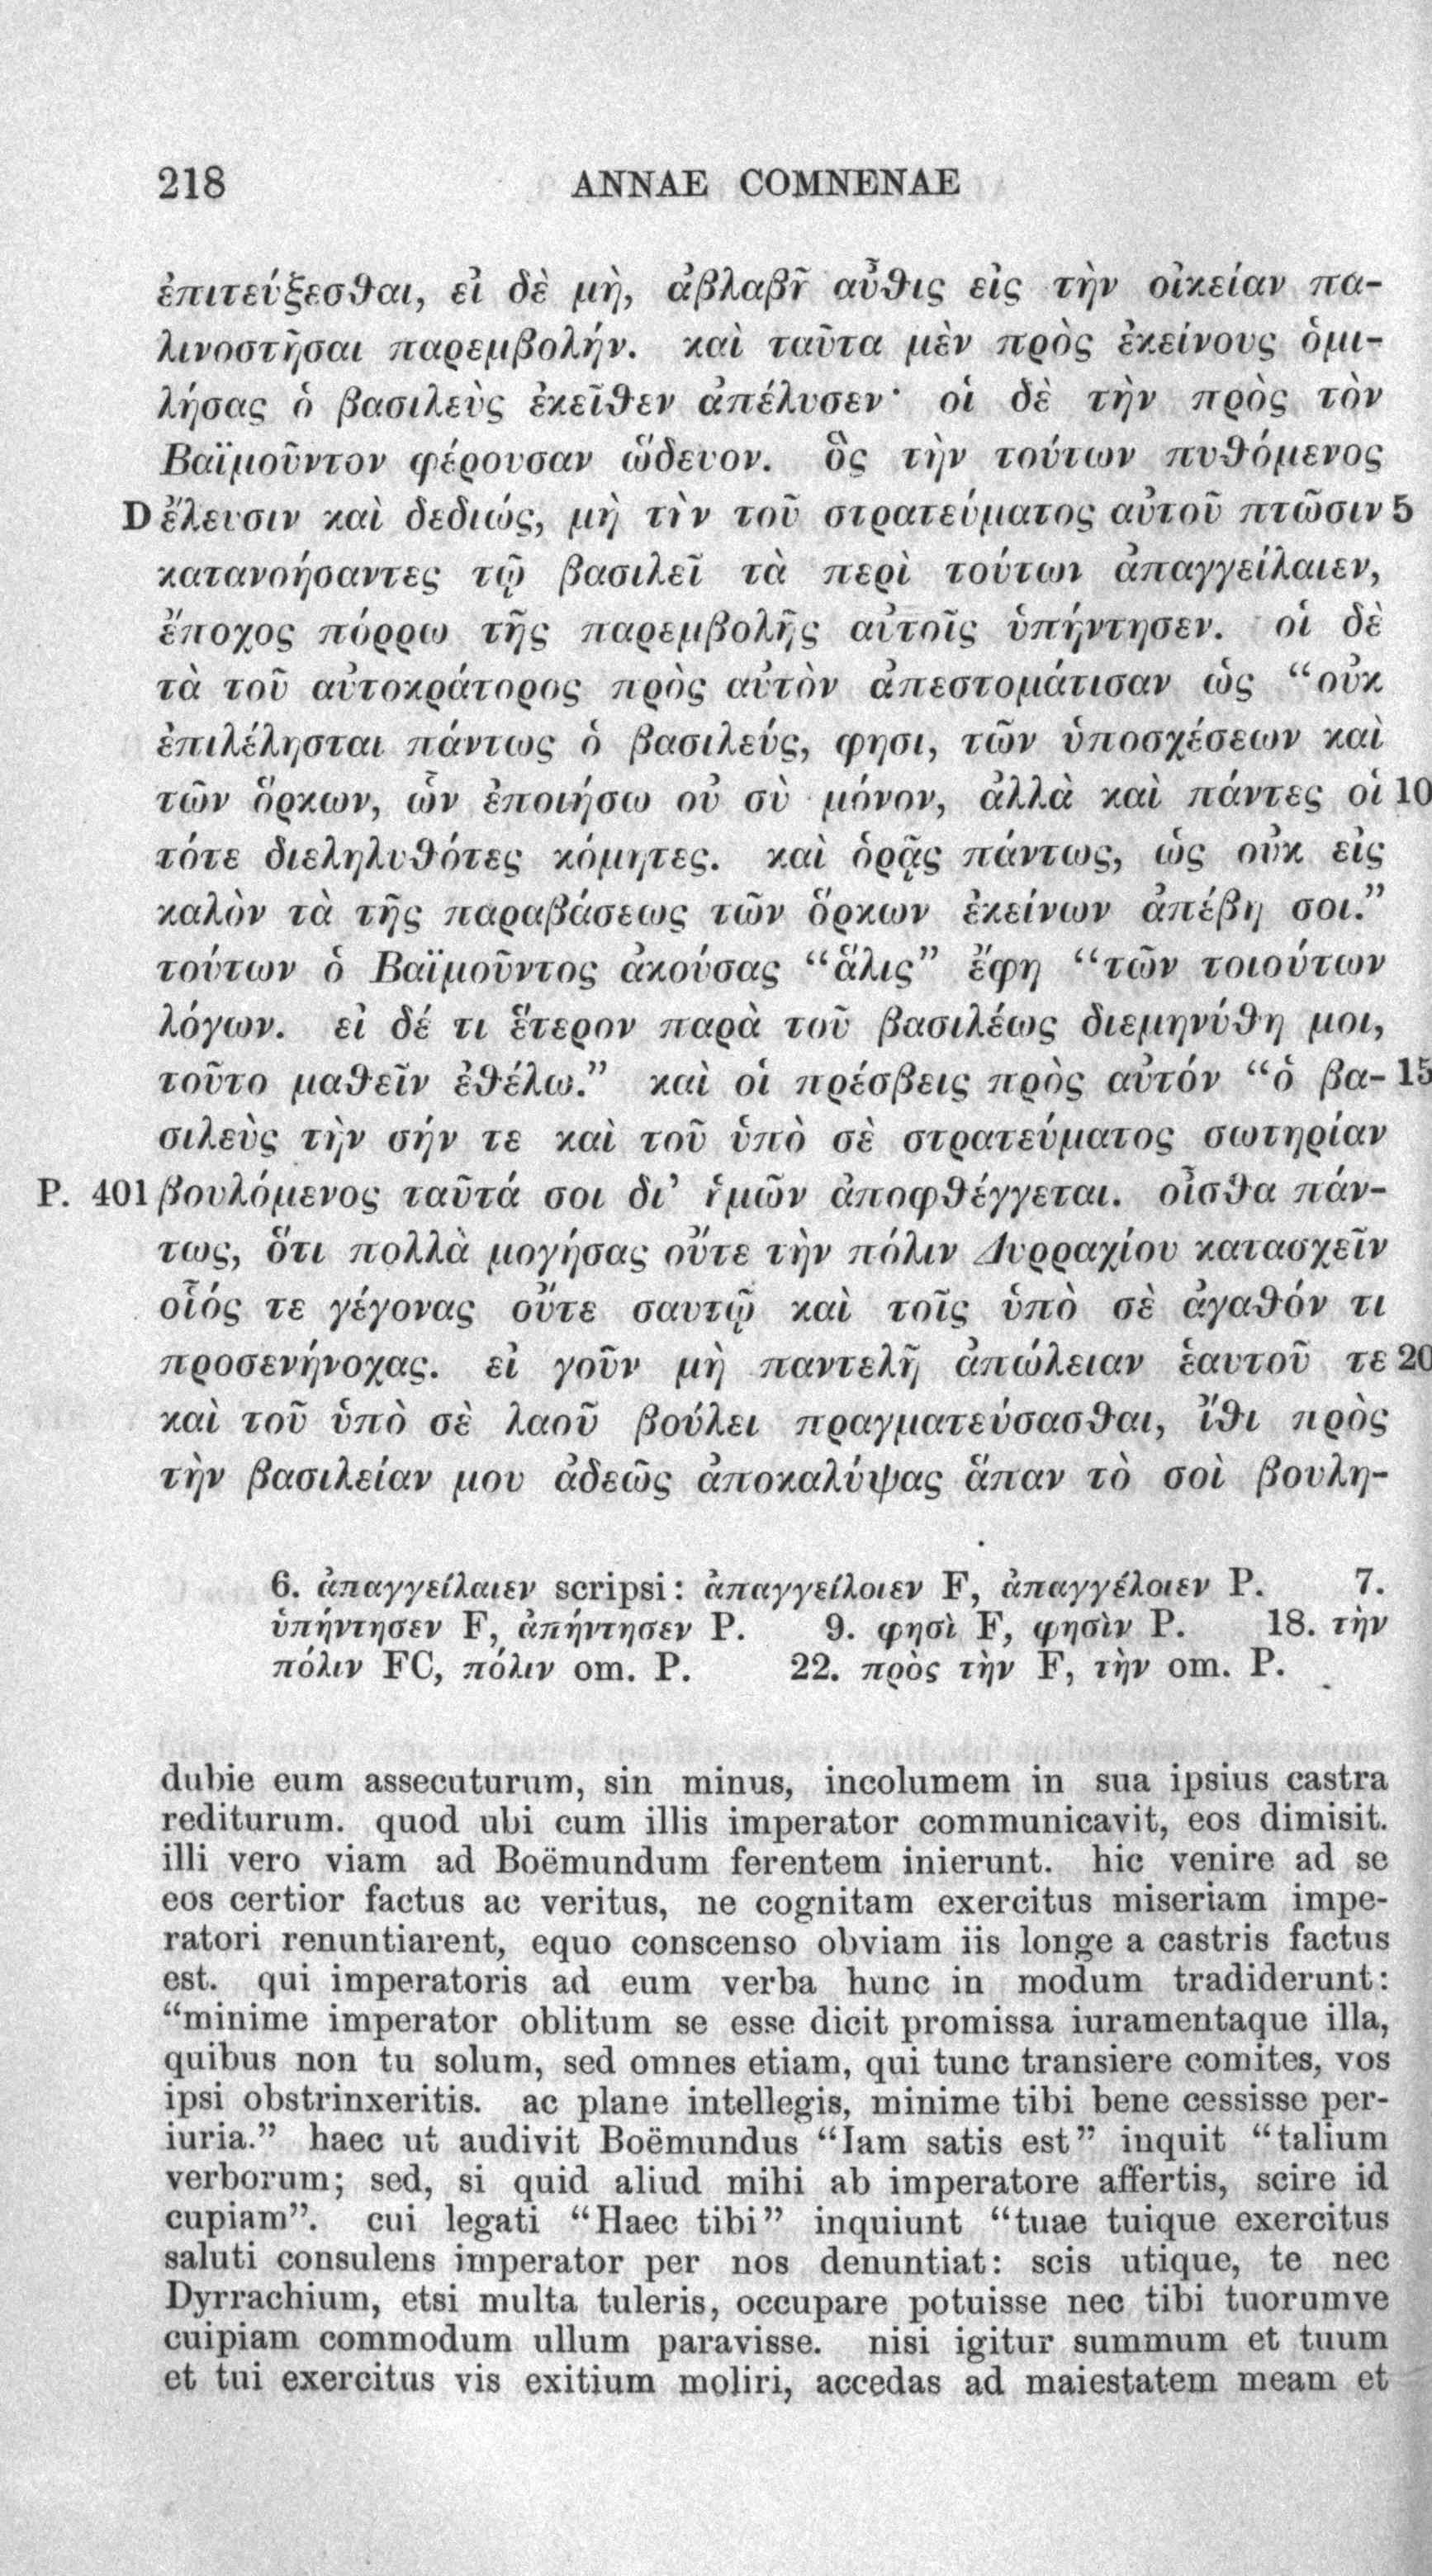 218 ANNAE COMNENAE
ἐπιτεύξεσθαι, εἰ δὲ μὴ, ἀβλαβῆ αὖθις εἰς τὴν οἰκείαν πα-
λινοστῆσαι παρεμβολήν. καὶ ταῦτα μὲν πρὸς ἐκείνους ὁμι-
λήσας ὁ βασιλεὺς ἐκεῖθεν ἀπέλυσεν· οἱ δὲ τὴν πρὸς τὸν
Βαϊμοῦντον φέρουσαν ὥδευον. ὃς τὴν τούτων πυθόμενος
D ἔλευσιν καὶ δεδιώς, μὴ τὴν τοῦ στρατεύματος αὐτοῦ πτῶσιν 5
κατανοήσαντες τῷ βασιλεῖ τὰ περὶ τούτων ἀπαγγείλαιεν,
ἔποχος πόρρω τῆς παρεμβολῆς αὐτοῖς ὑπήντησεν. οἱ δὲ
τὰ τοῦ αὐτοκράτορος πρὸς αὐτὸν ἀπεστομάτισαν ὡς “οὐκ
ἐπιλέλησται πάντως ὁ βασιλεύς, φησι, τῶν ὑποσχέσεων καὶ
τῶν ὅρκων, ὧν ἐποιήσω οὐ σὺ μόνον, ἀλλὰ καὶ πάντες οἱ 10
τότε διεληλυθότες κόμητες. καὶ ὁρᾷς πάντως, ὡς οὐκ εἰς
καλὸν τὰ τῆς παραβάσεως τῶν ὅρκων ἐκείνων ἀπέβη σοι.”
τούτων ὁ Βαϊμοῦντος ἀκούσας “ἅλις” ἔφη “τῶν τοιούτων
λόγων. εἰ δέ τι ἕτερον παρὰ τοῦ βασιλέως διεμηνύθη μοι,
τοῦτο μαθεῖν ἐθέλω.” καὶ οἱ πρέσβεις πρὸς αὐτόν “ὁ βα- 15
σιλεὺς τὴν σήν τε καὶ τοῦ ὑπὸ σὲ στρατεύματος σωτηρίαν
P. 401 βουλόμενος ταῦτά σοι δι’ ἡμῶν ἀποφθέγγεται. οἶσθα πάν-
τως, ὅτι πολλὰ μογήσας οὔτε τὴν πόλιν Δυρραχίου κατασχεῖν
οἷός τε γέγονας οὔτε σαυτῷ καὶ τοῖς ὑπὸ σὲ ἀγαθόν τι
προσενήνοχας. εἰ γοῦν μὴ παντελῆ ἀπώλειαν ἑαυτοῦ τε 20
καὶ τοῦ ὑπὸ σὲ λαοῦ βούλει πραγματεύσασθαι, ἴθι πρὸς
τὴν βασιλείαν μου ἀδεῶς ἀποκαλύψας ἅπαν τὸ σοὶ βουλη-
6. ἀπαγγείλαιεν scripsi: ἀπαγγείλοιεν F, ἀπαγγέλοιεν P. 7.
ὑπήντησεν F, ἀπήντησεν P. 9. φησὶ F, φησὶν P. 18. τὴν
πόλιν FC, πόλιν om. P. 22. πρὸς τὴν F, τὴν om. P.
dubie eum assecuturum, sin minus, incolumem in sua ipsius castra
rediturum. quod ubi cum illis imperator communicavit, eos dimisit.
illi vero viam ad Boëmundum ferentem inierunt. hic venire ad se
eos certior factus ac veritus, ne cognitam exercitus miseriam impe-
ratori renuntiarent, equo conscenso obviam iis longe a castris factus
est. qui imperatoris ad eum verba hunc in modum tradiderunt:
“minime imperator oblitum se esse dicit promissa iuramentaque illa,
quibus non tu solum, sed omnes etiam, qui tunc transiere comites, vos
ipsi obstrinxeritis. ac plane intellegis, minime tibi bene cessisse per-
iuria.” haec ut audivit Boëmundus “Iam satis est” inquit “talium
verborum; sed, si quid aliud mihi ab imperatore affertis, scire id
cupiam”. cui legati “Haec tibi” inquiunt “tuae tuique exercitus
saluti consulens imperator per nos denuntiat: scis utique, te nec
Dyrrachium, etsi multa tuleris, occupare potuisse nec tibi tuorumve
cuipiam commodum ullum paravisse. nisi igitur summum et tuum
et tui exercitus vis exitium moliri, accedas ad maiestatem meam et